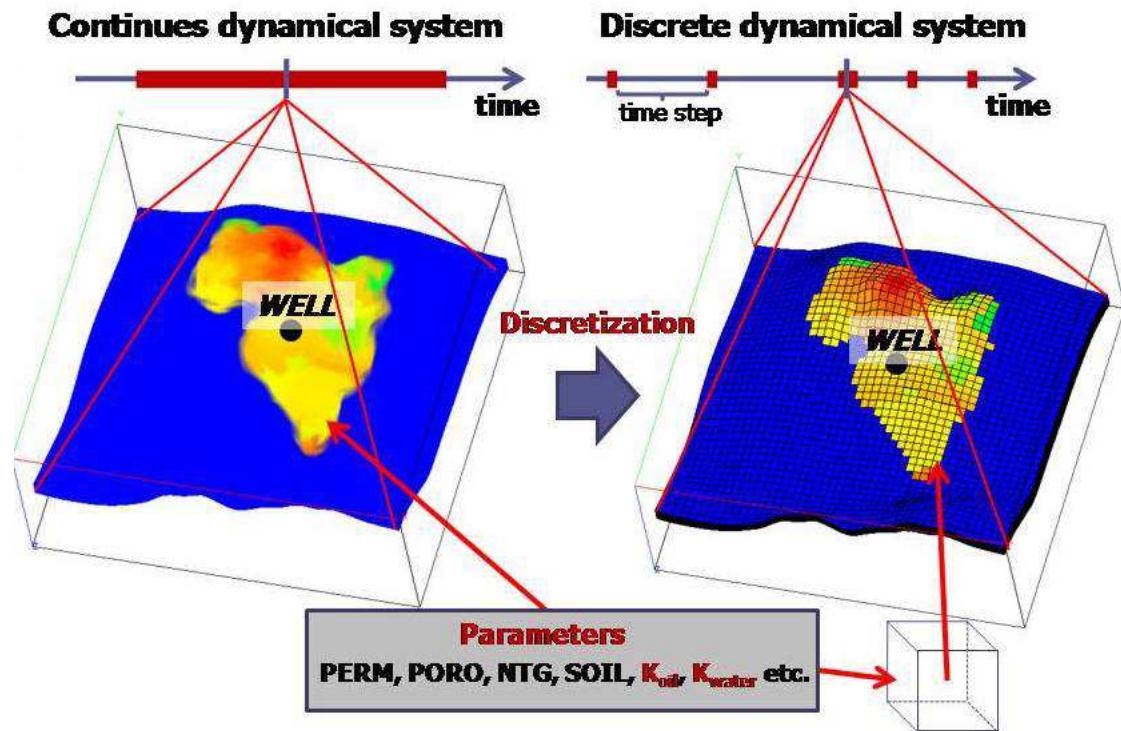 Continues dynamical system
Discrete dynamical system
time
time step
time
WELL
Discretization
WELL
Parameters
PERM, PORO, NTG, SOIL, Koil, Kwater etc.